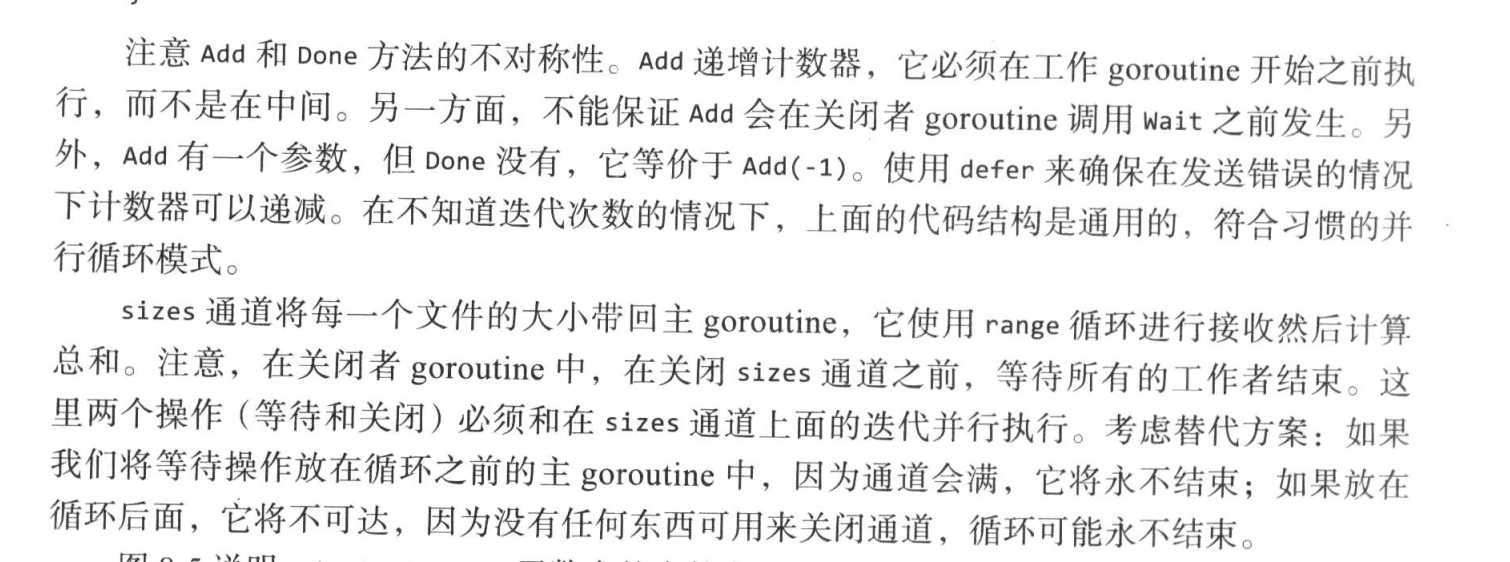 注意 Add 和 Done 方法的不对称性。Add 递增计数器，它必须在工作 goroutine 开始之前执
行，而不是在中间。另一方面，不能保证 Add 会在关闭者 goroutine 调用 Wait 之前发生。另
外，Add 有一个参数，但 Done 没有，它等价于 Add(-1)。使用 defer 来确保在发送错误的情况
下计数器可以递减。在不知道迭代次数的情况下，上面的代码结构是通用的，符合习惯的并
行循环模式。
sizes 通道将每一个文件的大小带回主 goroutine，它使用 range 循环进行接收然后计算
总和。注意，在关闭者 goroutine 中，在关闭 sizes 通道之前，等待所有的工作者结束。这
里两个操作（等待和关闭）必须和在 sizes 通道上面的迭代并行执行。考虑替代方案：如果
我们将等待操作放在循环之前的主 goroutine 中，因为通道会满，它将永不结束；如果放在
循环后面，它将不可达，因为没有任何东西可用来关闭通道，循环可能永不结束。